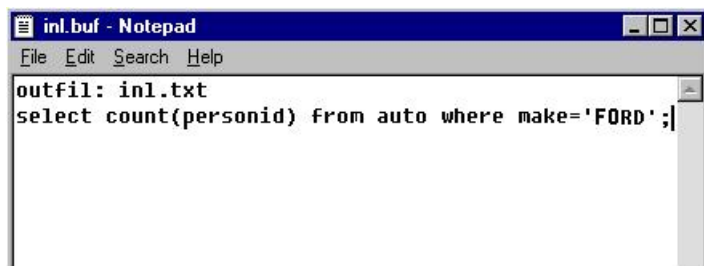 inl.buf - Notepad
File Edit Search Help
outfil: inl.txt
select count(personid) from auto where make='FORD';